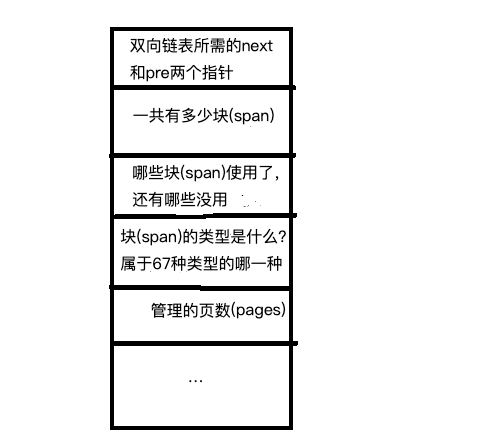 双向链表所需的next
和pre两个指针
一共有多少块(span)
哪些块(span)使用了,
还有哪些没用
块(span)的类型是什么?
属于67种类型的哪一种
管理的页数(pages)
...